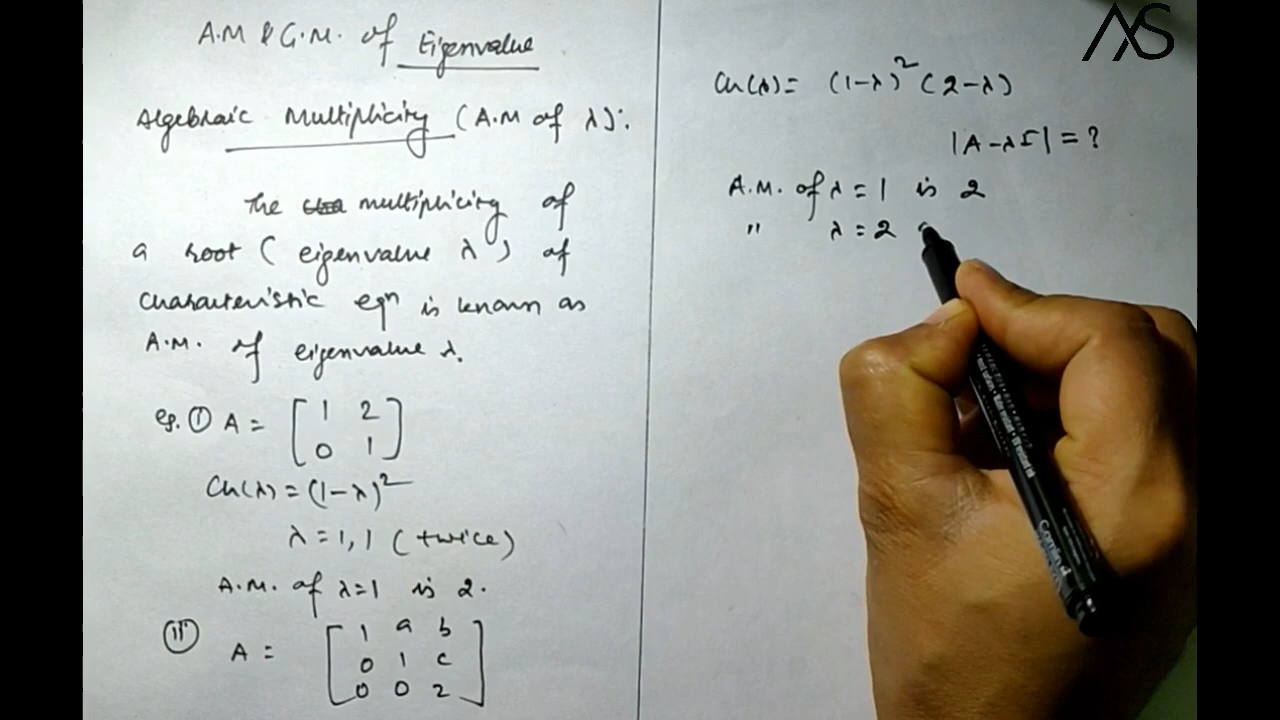 A.M & G.M. of Eigenvalue
Algebraic Multiplicity (A.M of λ):
The multiplicity of
a root (eigenvalue λ) of
characteristic eqn is known as
A.M. of eigenvalue λ.
eg. ① A = [1 2
0 1]
Ch(λ) = (1-λ)²
λ = 1, 1 (twice)
A.M. of λ=1 is 2.
ⓘⓘ A = [1 a b
0 1 c
0 0 2]
NS
Ch(λ) = (1-λ)² (2-λ)
|A-λI| = ?
A.M. of λ = 1 is 2
" λ = 2